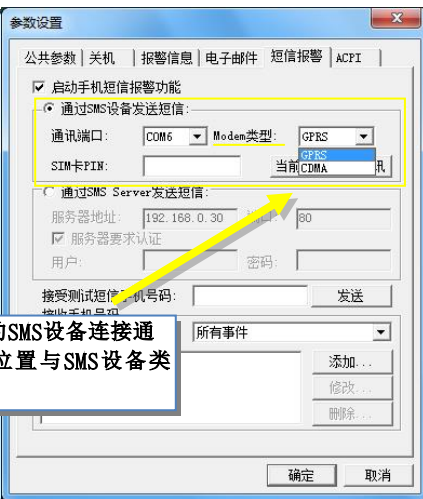 参数设置
公共参数 关机 报警信息 电子邮件 短信报警 ACPI
启动手机短信报警功能
通过SMS设备发送短信:
通讯端口: COM6 Modem类型: GPRS
GPRS
SIM卡PIN: 当前 CDMA 讯
通过SMS Server发送短信:
服务器地址: 192.168.0.30 80
服务器要求认证
用户: 密码:
接受测试短信手机号码: 发送
SMS设备连接通
所有事件
位置与SMS设备类
添加...
修改...
删除...
确定 取消